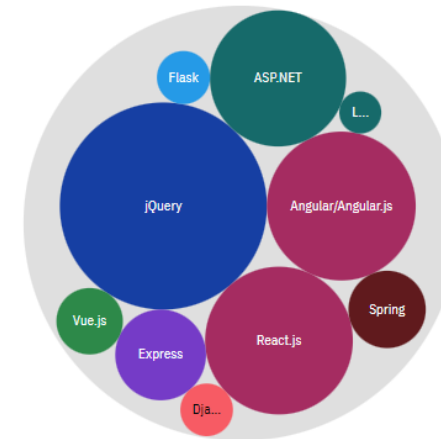 Flask
ASP.NET
L...
jQuery
Angular/Angular.js
Vue.js
Express
React.js
Spring
Dja...